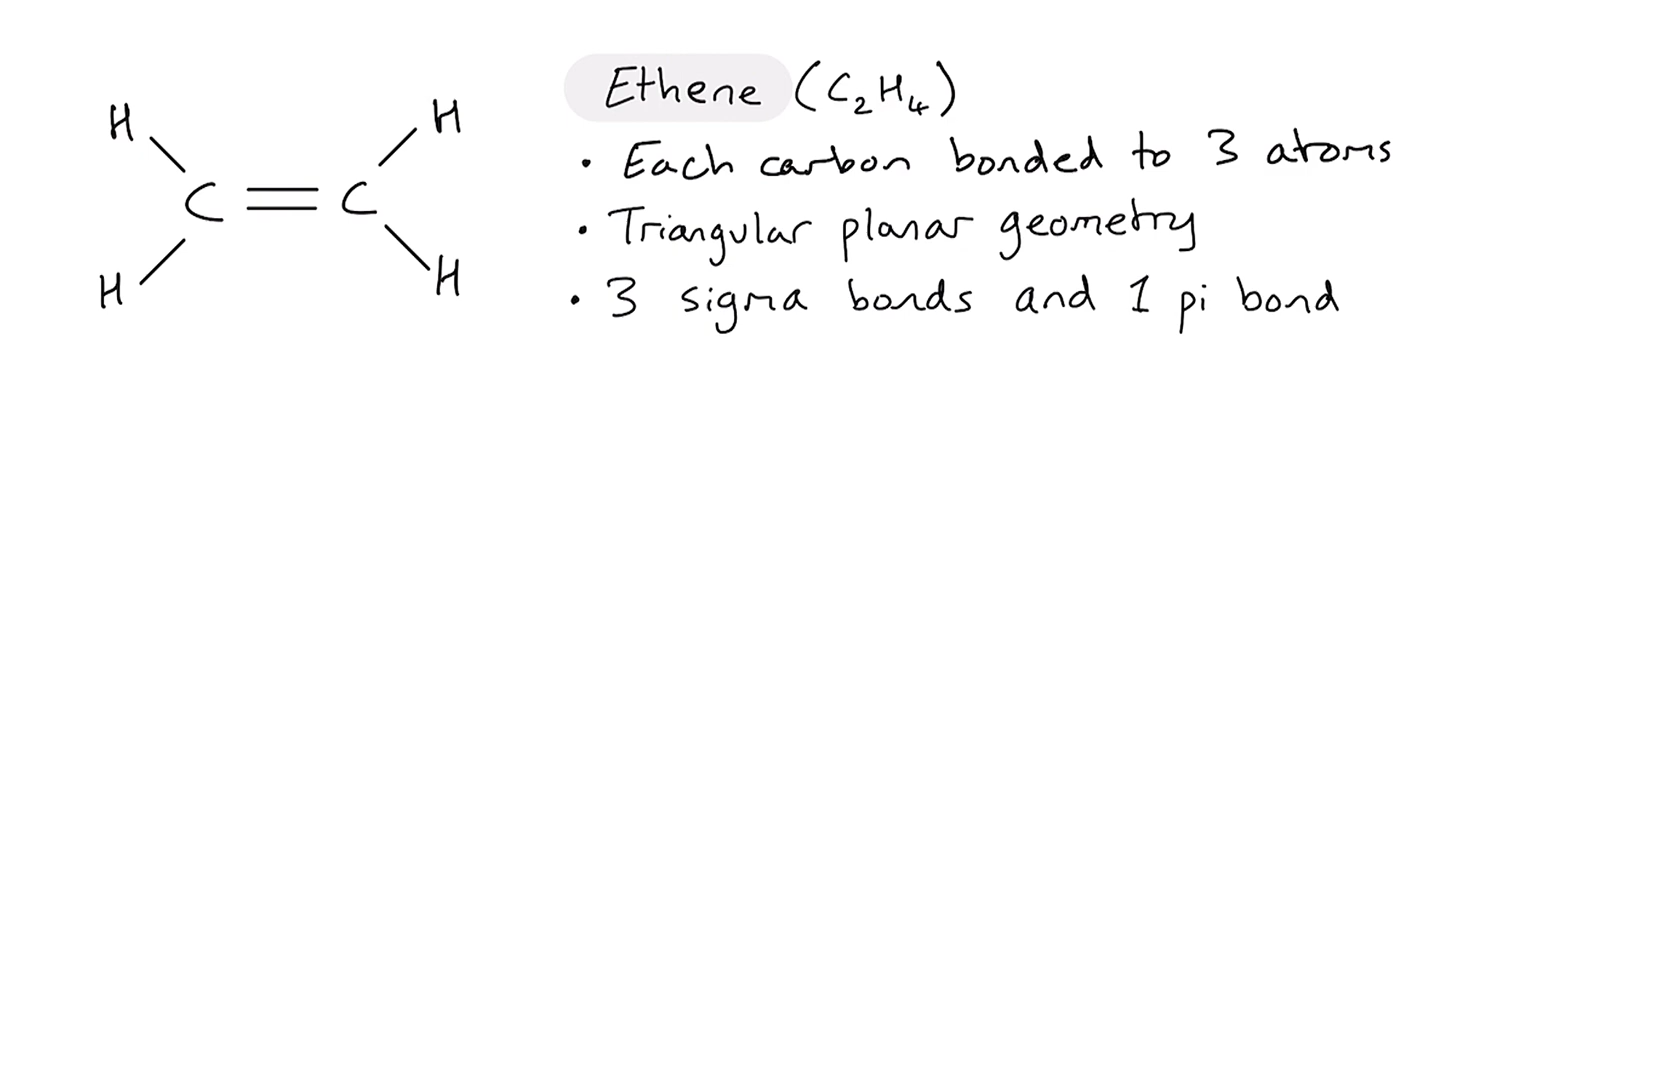 Ethene (C₂H₄)
H H
C = C
H H
• Each carbon bonded to 3 atoms
• Triangular planar geometry
• 3 sigma bonds and 1 pi bond